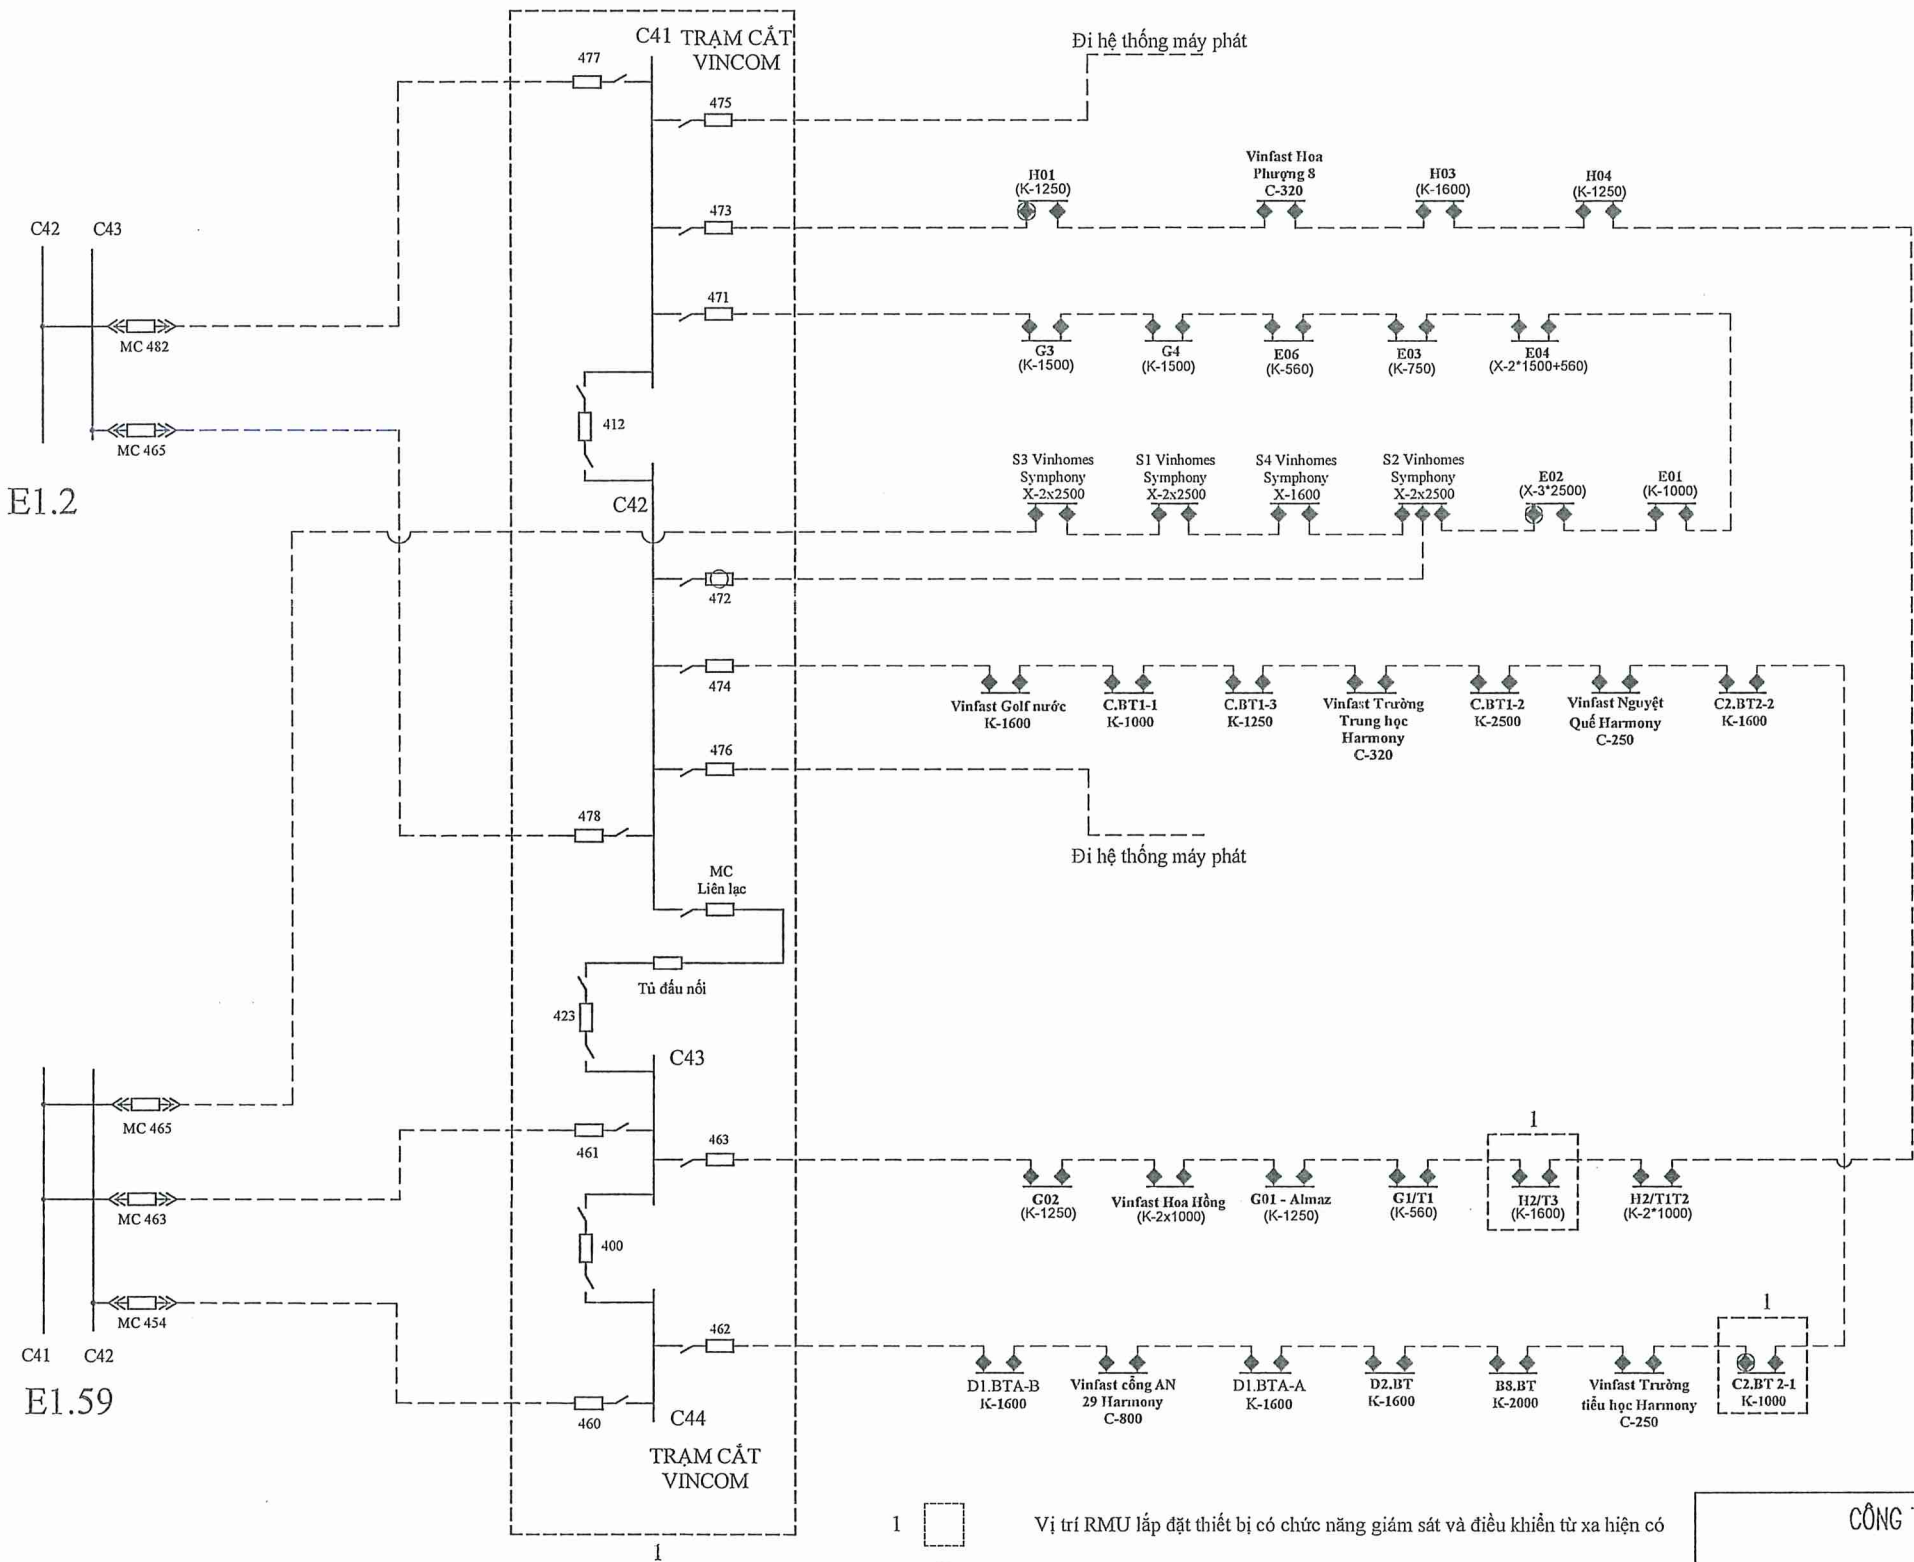 C41 TRẠM CẮT
VINCOM
Đi hệ thống máy phát
477
475
473
471
412
C42
C42 C43
MC 482
MC 465
E1.2
H01
(K-1250)
Vinfast Hoa
Phượng 8
C-320
H03
(K-1600)
H04
(K-1250)
G3
(K-1500)
G4
(K-1500)
E06
(K-560)
E03
(K-750)
E04
(X-2*1500+560)
S3 Vinhomes
Symphony
X-2x2500
S1 Vinhomes
Symphony
X-2x2500
S4 Vinhomes
Symphony
X-1600
S2 Vinhomes
Symphony
X-2x2500
E02
(X-3*2500)
E01
(K-1000)
472
474
Vinfast Golf nước
K-1600
C.BT1-1
K-1000
C.BT1-3
K-1250
Vinfast Trường
Trung học
Harmony
C-320
C.BT1-2
K-2500
Vinfast Nguyệt
Quế Harmony
C-250
C2.BT2-2
K-1600
476
478
Đi hệ thống máy phát
MC
Liên lạc
Tủ đấu nối
423
C43
MC 465
MC 463
MC 454
C41 C42
E1.59
461
463
400
G02
(K-1250)
Vinfast Hoa Hồng
(K-2x1000)
G01 - Almaz
(K-1250)
G1/T1
(K-560)
1
H2/T3
(K-1600)
H2/T1T2
(K-2*1000)
462
460
C44
TRẠM CẮT
VINCOM
D1.BTA-B
K-1600
Vinfast cổng AN
29 Harmony
C-800
D1.BTA-A
K-1600
D2.BT
K-1600
B8.BT
K-2000
Vinfast Trường
tiểu học Harmony
C-250
1
C2.BT 2-1
K-1000
1
1 Vị trí RMU lắp đặt thiết bị có chức năng giám sát và điều khiển từ xa hiện có
CÔNG